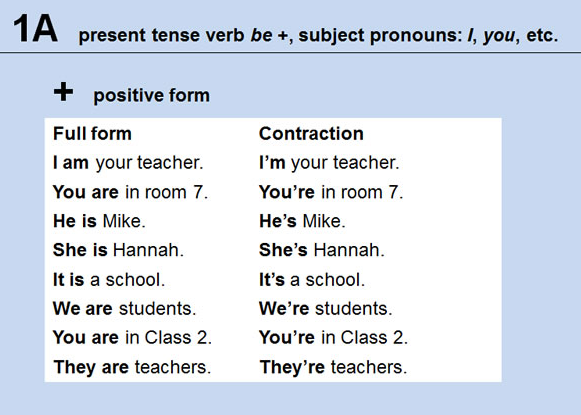 1A present tense verb be +, subject pronouns: I, you, etc.
+ positive form
Full form Contraction
I am your teacher. I’m your teacher.
You are in room 7. You’re in room 7.
He is Mike. He’s Mike.
She is Hannah. She’s Hannah.
It is a school. It’s a school.
We are students. We’re students.
You are in Class 2. You’re in Class 2.
They are teachers. They’re teachers.